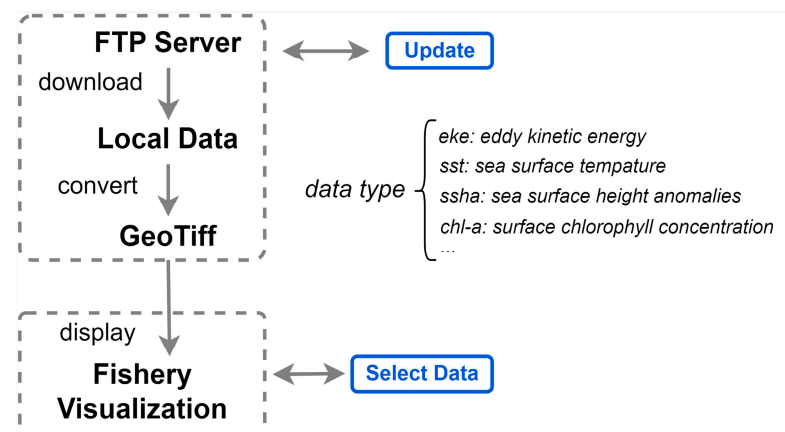 FTP Server
Update
download
Local Data
convert
GeoTiff
data type
eke: eddy kinetic energy
sst: sea surface tempature
ssha: sea surface height anomalies
chl-a: surface chlorophyll concentration
...
display
Fishery
Visualization
Select Data